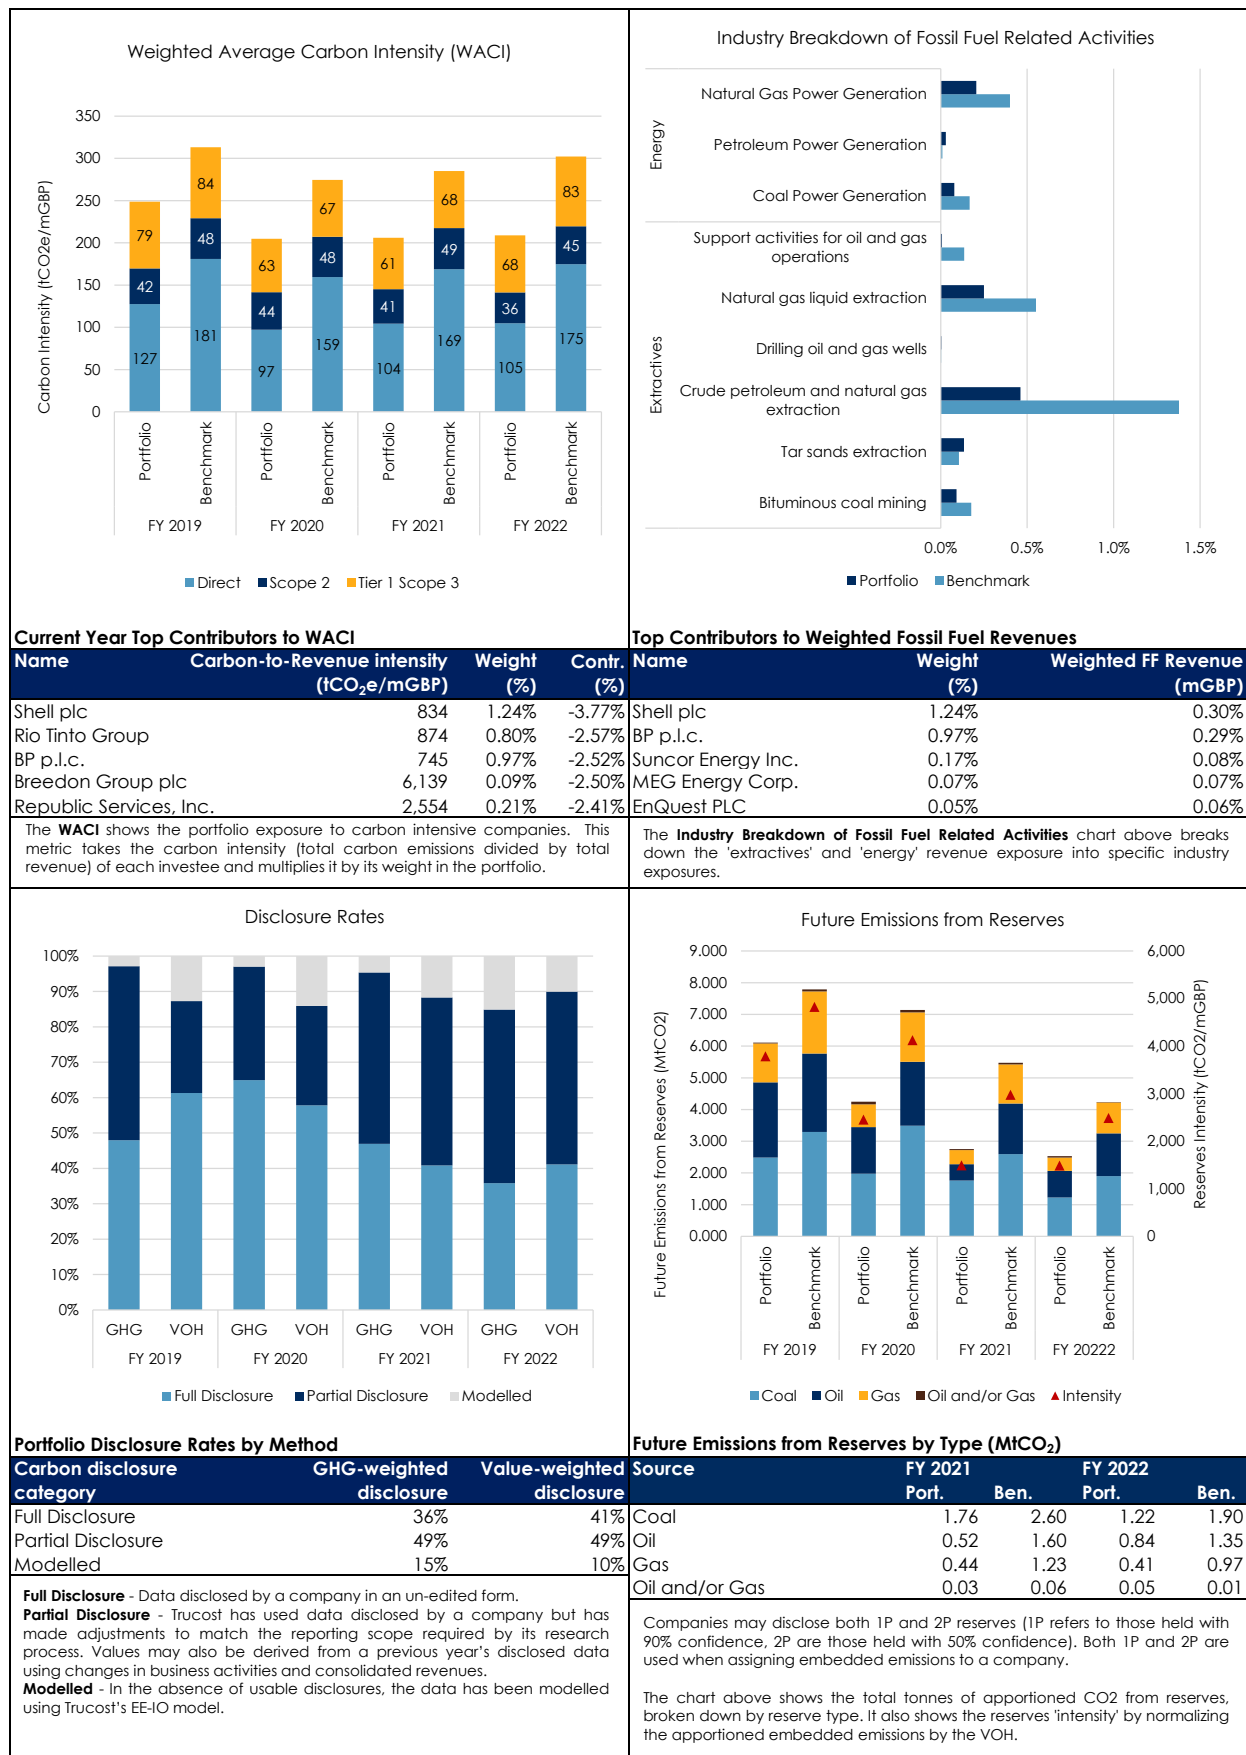 Weighted Average Carbon Intensity (WACI)
Carbon Intensity (tCO2e/mGBP)
350
300
250
200
150
100
50
0
79
42
127
84
48
181
63
44
97
67
48
159
61
41
104
68
49
169
68
36
105
83
45
175
Portfolio
Benchmark
Portfolio
Benchmark
Portfolio
Benchmark
Portfolio
Benchmark
FY 2019
FY 2020
FY 2021
FY 2022
Direct
Scope 2
Tier 1 Scope 3
Industry Breakdown of Fossil Fuel Related Activities
Energy
Natural Gas Power Generation
Petroleum Power Generation
Coal Power Generation
Extractives
Support activities for oil and gas
operations
Natural gas liquid extraction
Drilling oil and gas wells
Crude petroleum and natural gas
extraction
Tar sands extraction
Bituminous coal mining
0.0% 0.5% 1.0% 1.5%
Portfolio
Benchmark
Current Year Top Contributors to WACI
Name Carbon-to-Revenue intensity Weight Contr.
(tCO2e/mGBP) (%) (%)
Shell plc 834 1.24% -3.77%
Rio Tinto Group 874 0.80% -2.57%
BP p.l.c. 745 0.97% -2.52%
Breedon Group plc 6,139 0.09% -2.50%
Republic Services, Inc. 2,554 0.21% -2.41%
The WACI shows the portfolio exposure to carbon intensive companies. This
metric takes the carbon intensity (total carbon emissions divided by total
revenue) of each investee and multiplies it by its weight in the portfolio.
Top Contributors to Weighted Fossil Fuel Revenues
Name Weight Weighted FF Revenue
(%) (mGBP)
Shell plc 1.24% 0.30%
BP p.l.c. 0.97% 0.29%
Suncor Energy Inc. 0.17% 0.08%
MEG Energy Corp. 0.07% 0.07%
EnQuest PLC 0.05% 0.06%
The Industry Breakdown of Fossil Fuel Related Activities chart above breaks
down the 'extractives' and 'energy' revenue exposure into specific industry
exposures.
Disclosure Rates
100%
90%
80%
70%
60%
50%
40%
30%
20%
10%
0%
GHG VOH GHG VOH GHG VOH GHG VOH
FY 2019 FY 2020 FY 2021 FY 2022
Full Disclosure
Partial Disclosure
Modelled
Future Emissions from Reserves
Future Emissions from Reserves (MtCO2)
9.000
8.000
7.000
6.000
5.000
4.000
3.000
2.000
1.000
0.000
6,000
5,000
4,000
3,000
2,000
1,000
0
Reserves Intensity (tCO2/mGBP)
Portfolio
Benchmark
Portfolio
Benchmark
Portfolio
Benchmark
Portfolio
Benchmark
FY 2019 FY 2020 FY 2021 FY 20222
Coal
Oil
Gas
Oil and/or Gas
Intensity
Portfolio Disclosure Rates by Method
Carbon disclosure GHG-weighted Value-weighted
category disclosure disclosure
Full Disclosure 36% 41%
Partial Disclosure 49% 49%
Modelled 15% 10%
Full Disclosure - Data disclosed by a company in an un-edited form.
Partial Disclosure - Trucost has used data disclosed by a company but has
made adjustments to match the reporting scope required by its research
process. Values may also be derived from a previous year's disclosed data
using changes in business activities and consolidated revenues.
Modelled - In the absence of usable disclosures, the data has been modelled
using Trucost's EE-IO model.
Future Emissions from Reserves by Type (MtCO2)
Source FY 2021 FY 2022
Port. Ben. Port. Ben.
Coal 1.76 2.60 1.22 1.90
Oil 0.52 1.60 0.84 1.35
Gas 0.44 1.23 0.41 0.97
Oil and/or Gas 0.03 0.06 0.05 0.01
Companies may disclose both 1P and 2P reserves (1P refers to those held with
90% confidence, 2P are those held with 50% confidence). Both 1P and 2P are
used when assigning embedded emissions to a company.
The chart above shows the total tonnes of apportioned CO2 from reserves,
broken down by reserve type. It also shows the reserves 'intensity' by normalizing
the apportioned embedded emissions by the VOH.